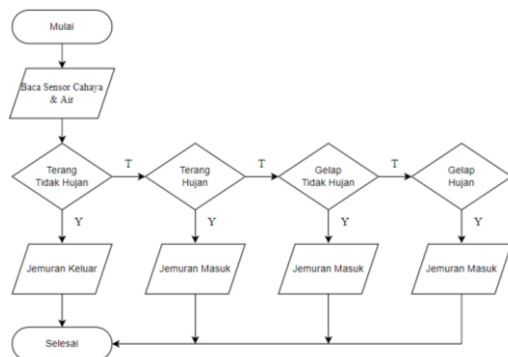 Mulai
Baca Sensor Cahaya
& Air
Terang
Tidak Hujan
T
Terang
Hujan
T
Gelap
Tidak Hujan
T
Gelap
Hujan
Y
Y
Y
Y
Jemuran Keluar
Jemuran Masuk
Jemuran Masuk
Jemuran Masuk
Selesai